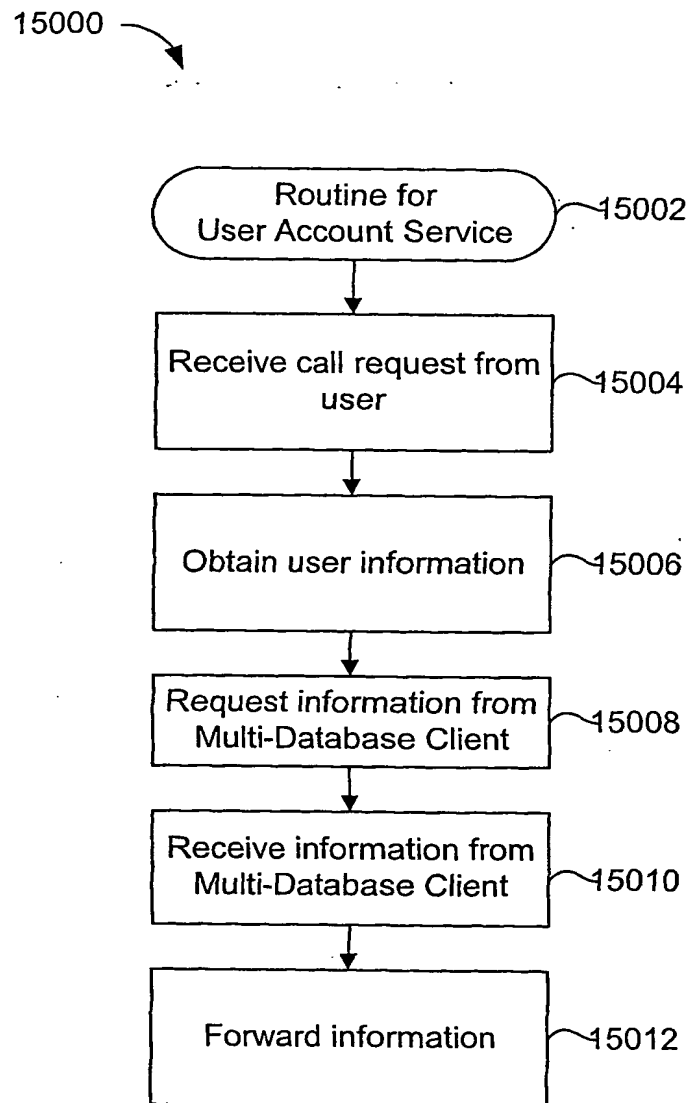 15000
Routine for
User Account Service
15002
Receive call request from
user
15004
Obtain user information
15006
Request information from
Multi-Database Client
15008
Receive information from
Multi-Database Client
15010
Forward information
15012